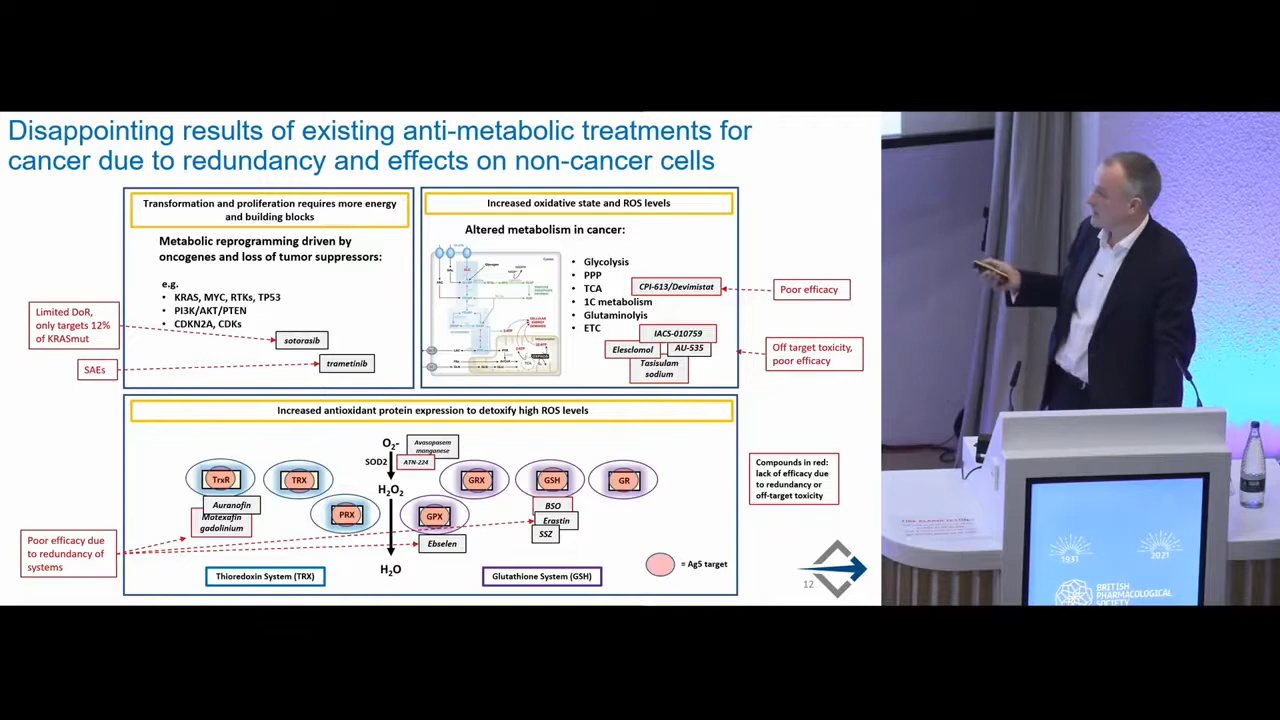 Disappointing results of existing anti-metabolic treatments for
cancer due to redundancy and effects on non-cancer cells
Transformation and proliferation requires more energy
and building blocks
Metabolic reprogramming driven by
oncogenes and loss of tumor suppressors:
e.g.
• KRAS, MYC, RTKs, TP53
• PI3K/AKT/PTEN
• CDKN2A, CDKs
sotorasib
trametinib
Limited DoR,
only targets 12%
of KRASmut
SAEs
Increased oxidative state and ROS levels
Altered metabolism in cancer:
• Glycolysis
• PPP
• TCA
• 1C metabolism
• Glutaminolyis
• ETC
CPI-613/Devimistat
IACS-010759
Elesclomol
AU-535
Tasisulam
sodium
Poor efficacy
Off target toxicity,
poor efficacy
Increased antioxidant protein expression to detoxify high ROS levels
O2-
Avasopasem
manganese
SOD2
ATN-224
H2O2
H2O
TrxR
TRX
PRX
GPX
GRX
GSH
GR
Auranofin
Motexafin
gadolinium
Ebselen
BSO
Erastin
SSZ
Thioredoxin System (TRX)
Glutathione System (GSH)
= Ag5 target
Poor efficacy due
to redundancy of
systems
Compounds in red:
lack of efficacy due
to redundancy or
off-target toxicity
12
1931
2021
BRITISH
PHARMACOLOGICAL
SOCIETY